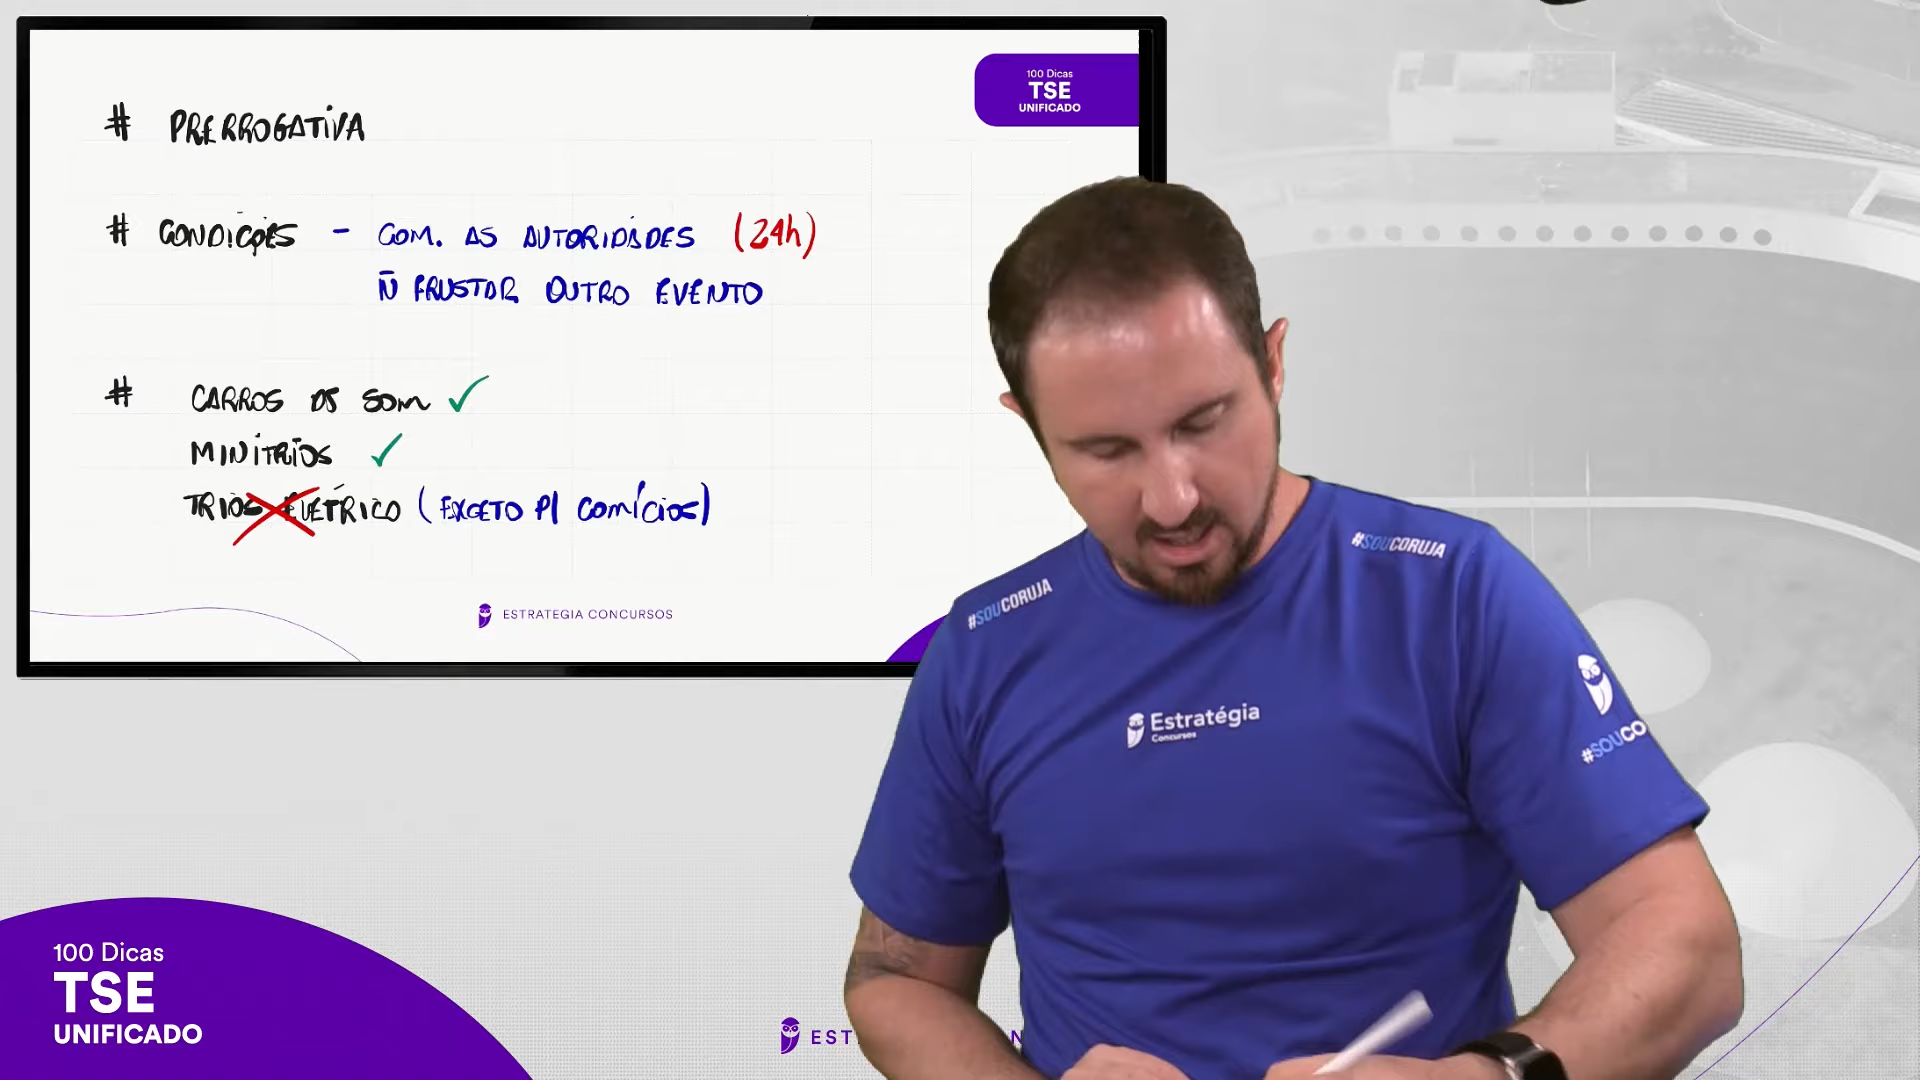 100 Dicas
TSE
UNIFICADO
# PRERROGATIVA
# CONDIÇÕES - COM. AS AUTORIDADES (24h)
Ñ FRUSTAR OUTRO EVENTO
# CARROS DE SOM ✓
MINITRIOS ✓
TRIOS ELETRICO (EXCETO P/ COMÍCIOS)
ESTRATEGIA CONCURSOS
#SOUCORUJA
#SOUCORUJA
Estratégia
Concursos
#SOUCO
100 Dicas
TSE
UNIFICADO
EST
N